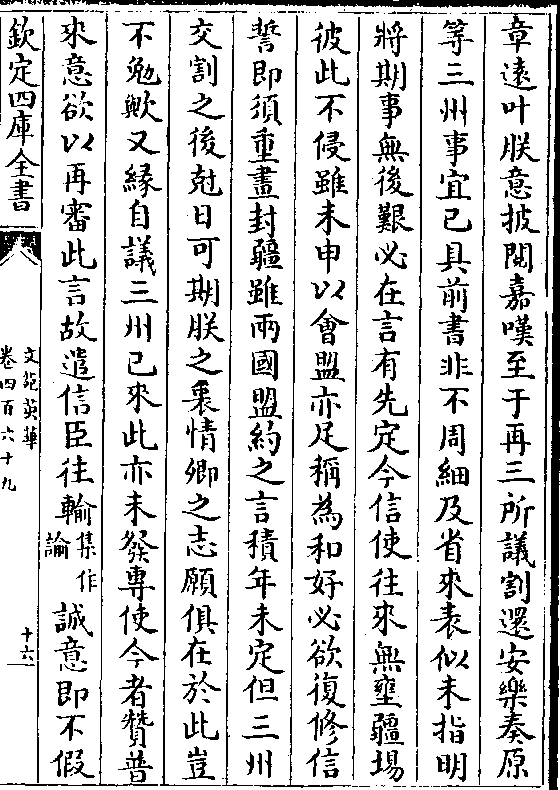 章遠叶朕意披閱嘉嘆至于再三所議割還安樂秦原
等三州事宜已具前書非不周細及省來表似未指明
將期事無後艱必在言有先定今信使往來無壅疆埸
彼此不侵雖未申以會盟亦足稱為和好必欲復修信
誓即須重畫封疆雖兩國盟約之言積年未定但三州
交割之後尅日可期朕之衷情卿之志願俱在於此豈
不勉歟又緣自議三州已來此亦未發專使今者贊普
來意欲以再審此言故遣信臣往輸集作諭誠意即不假
欽定四庫全書
文苑英華
卷四百六十九
十六